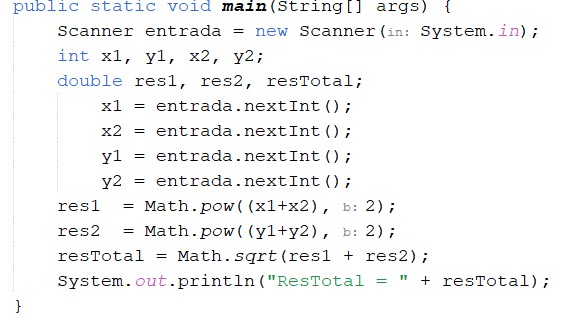 public static void main(String[] args) {
Scanner entrada = new Scanner(in: System.in);
int x1, y1, x2, y2;
double res1, res2, resTotal;
x1 = entrada.nextInt();
x2 = entrada.nextInt();
y1 = entrada.nextInt();
y2 = entrada.nextInt();
res1  = Math.pow((x1+x2), b: 2);
res2  = Math.pow((y1+y2), b: 2);
resTotal = Math.sqrt(res1 + res2);
System.out.println("ResTotal = " + resTotal);
}